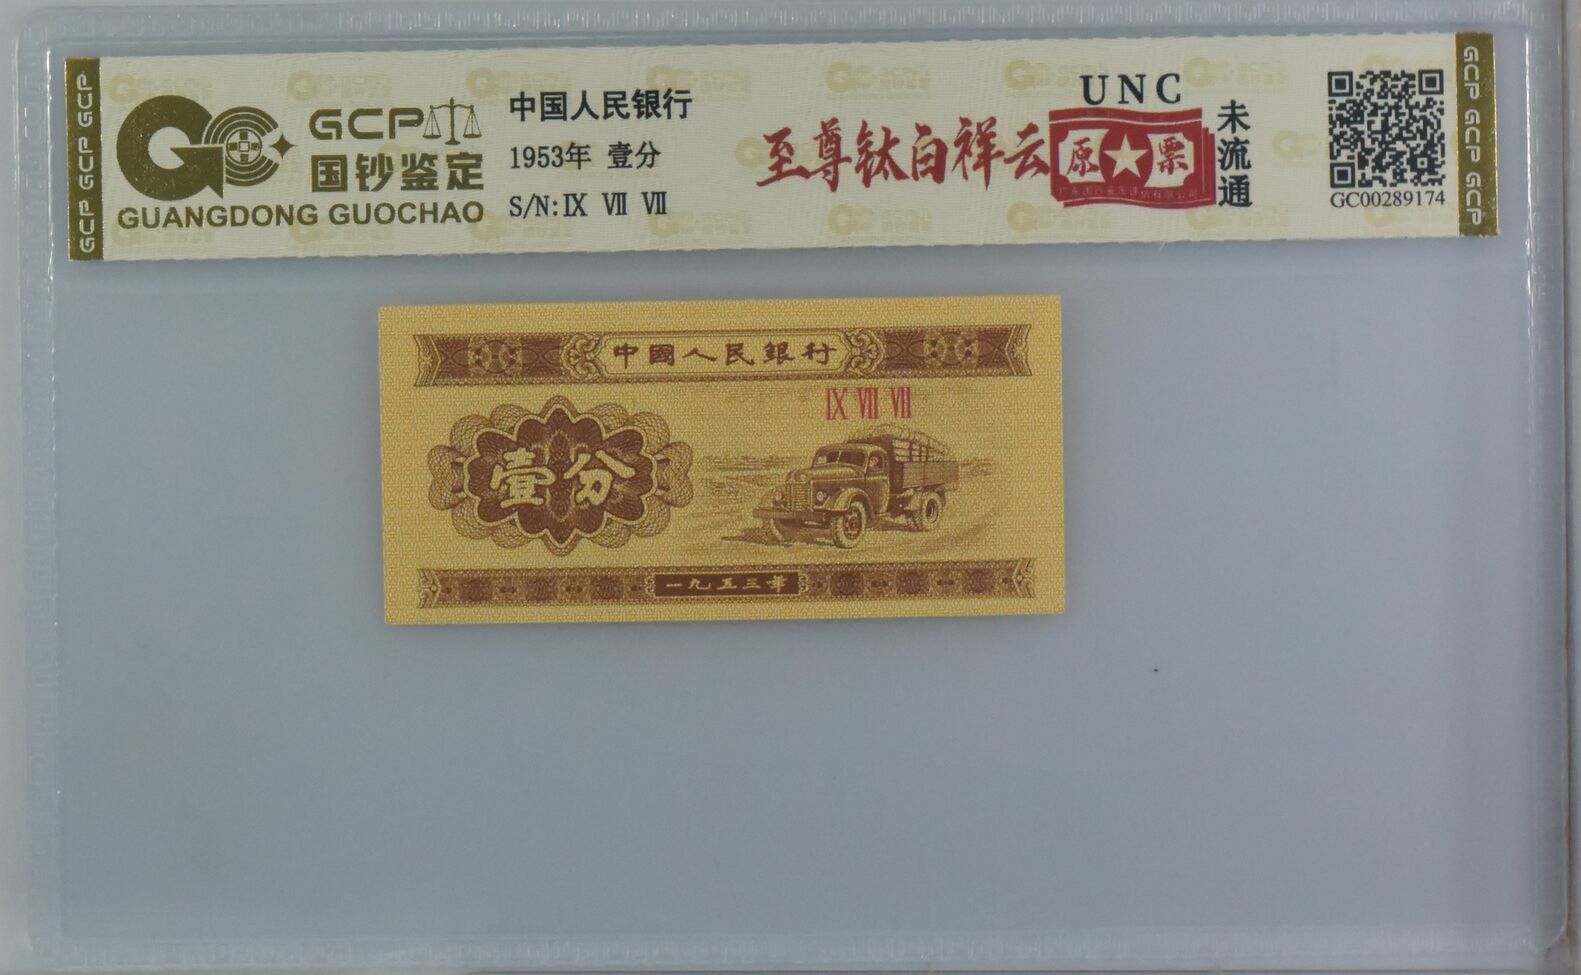 GCP GCP GCP
GCP
国钞鉴定
GUANGDONG GUOCHAO
中国人民银行
1953年 壹分
S/N:Ⅸ Ⅶ Ⅶ
至尊钛白祥云
UNC
原票
未流通
GC00289174
GCP GCP GCP
中國人民銀行
Ⅸ Ⅶ Ⅶ
壹分
一九五三年